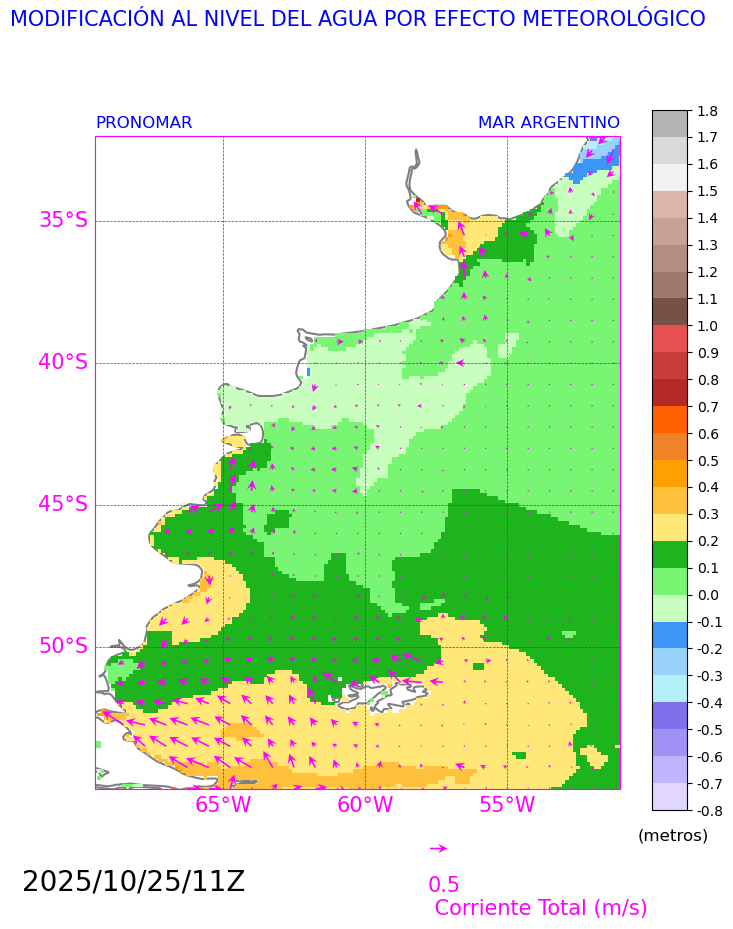 MODIFICACIÓN AL NIVEL DEL AGUA POR EFECTO METEOROLÓGICO
PRONOMAR MAR ARGENTINO
1.8
1.7
1.6
1.5
1.4
1.3
1.2
1.1
1.0
0.9
0.8
0.7
0.6
0.5
0.4
0.3
0.2
0.1
0.0
-0.1
-0.2
-0.3
-0.4
-0.5
-0.6
-0.7
-0.8
(metros)
35°S
40°S
45°S
50°S
65°W 60°W 55°W
0.5
Corriente Total (m/s)
2025/10/25/11Z